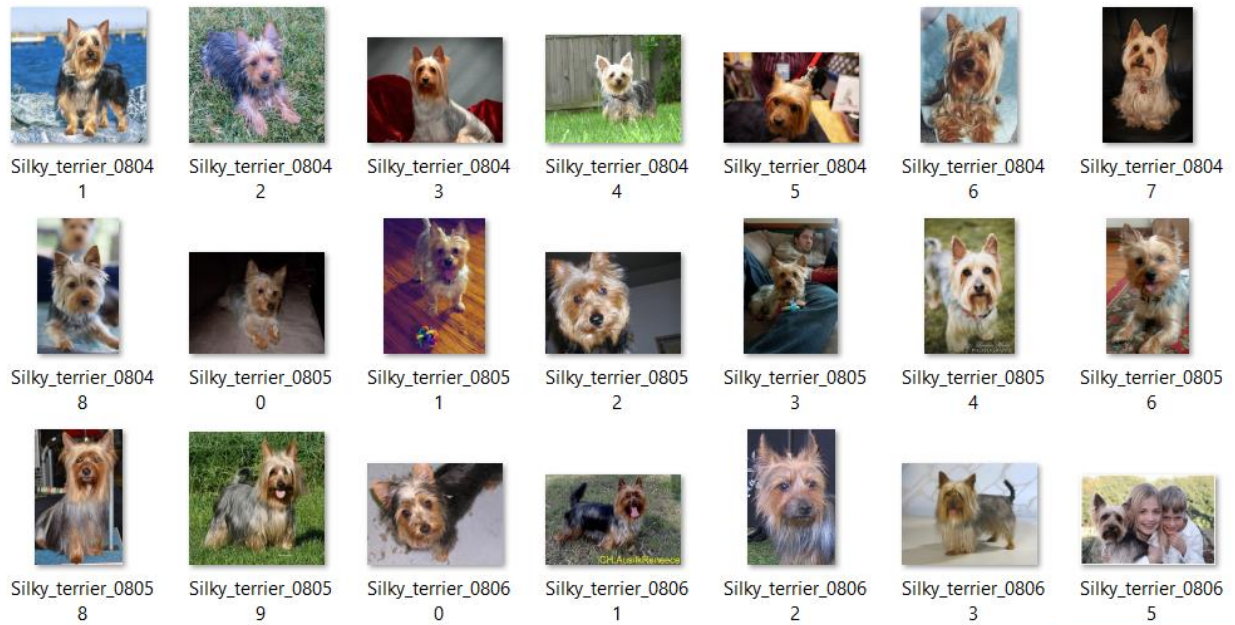 Silky_terrier_0804 Silky_terrier_0804 Silky_terrier_0804 Silky_terrier_0804 Silky_terrier_0804 Silky_terrier_0804 Silky_terrier_0804
1 2 3 4 5 6 7
Silky_terrier_0804 Silky_terrier_0805 Silky_terrier_0805 Silky_terrier_0805 Silky_terrier_0805 Silky_terrier_0805 Silky_terrier_0805
8 0 1 2 3 4 6
CH.AustlkReneece
Silky_terrier_0805 Silky_terrier_0805 Silky_terrier_0806 Silky_terrier_0806 Silky_terrier_0806 Silky_terrier_0806 Silky_terrier_0806
8 9 0 1 2 3 5